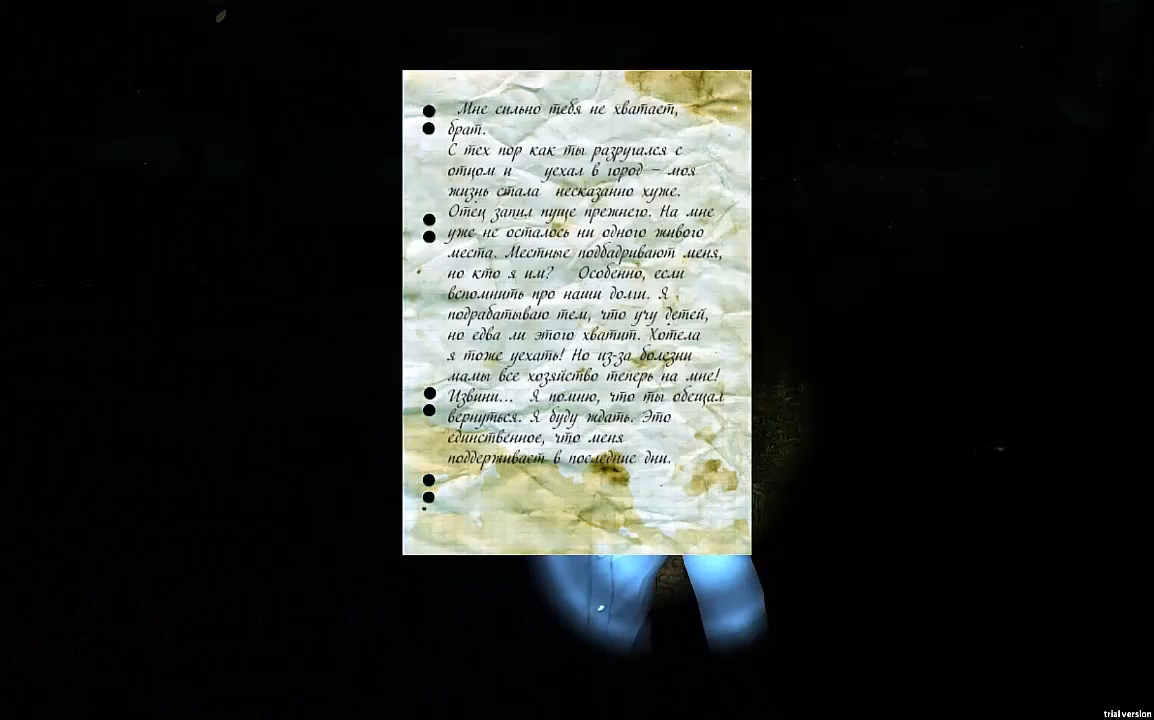 Мне сильно тебя не хватает,
брат.
С тех пор как ты разругался с
отцом и уехал в город – моя
жизнь стала несказанно хуже.
Отец запил пуще прежнего. На мне
уже не осталось ни одного живого
места. Местные подбадривают меня,
но кто я им? Особенно, если
вспомнить про наши долги. Я
подрабатываю тем, что учу детей,
но едва ли этого хватит. Хотела
я тоже уехать! Но из-за болезни
мамы все хозяйство теперь на мне!
Извини... Я помню, что ты обещал
вернуться. Я буду ждать. Это
единственное, что меня
поддерживает в последние дни.
trial version